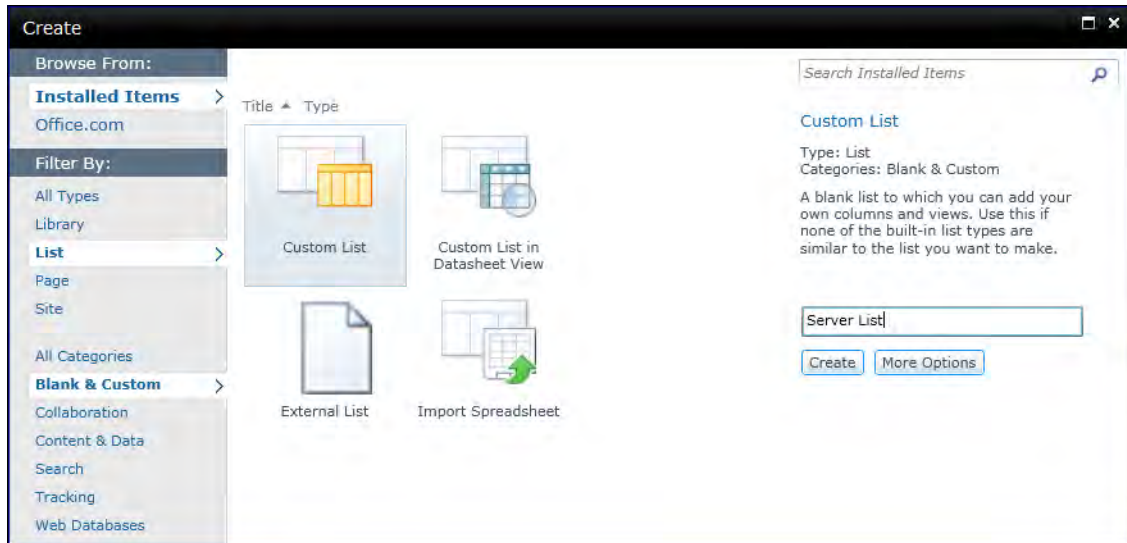 Create
Browse From:
Installed Items
Office.com
Filter By:
All Types
Library
List
Page
Site
All Categories
Blank & Custom
Collaboration
Content & Data
Search
Tracking
Web Databases
Title Type
Custom List
Custom List in
Datasheet View
External List
Import Spreadsheet
Search Installed Items
Custom List
Type: List
Categories: Blank & Custom
A blank list to which you can add your
own columns and views. Use this if
none of the built-in list types are
similar to the list you want to make.
Server List
Create More Options